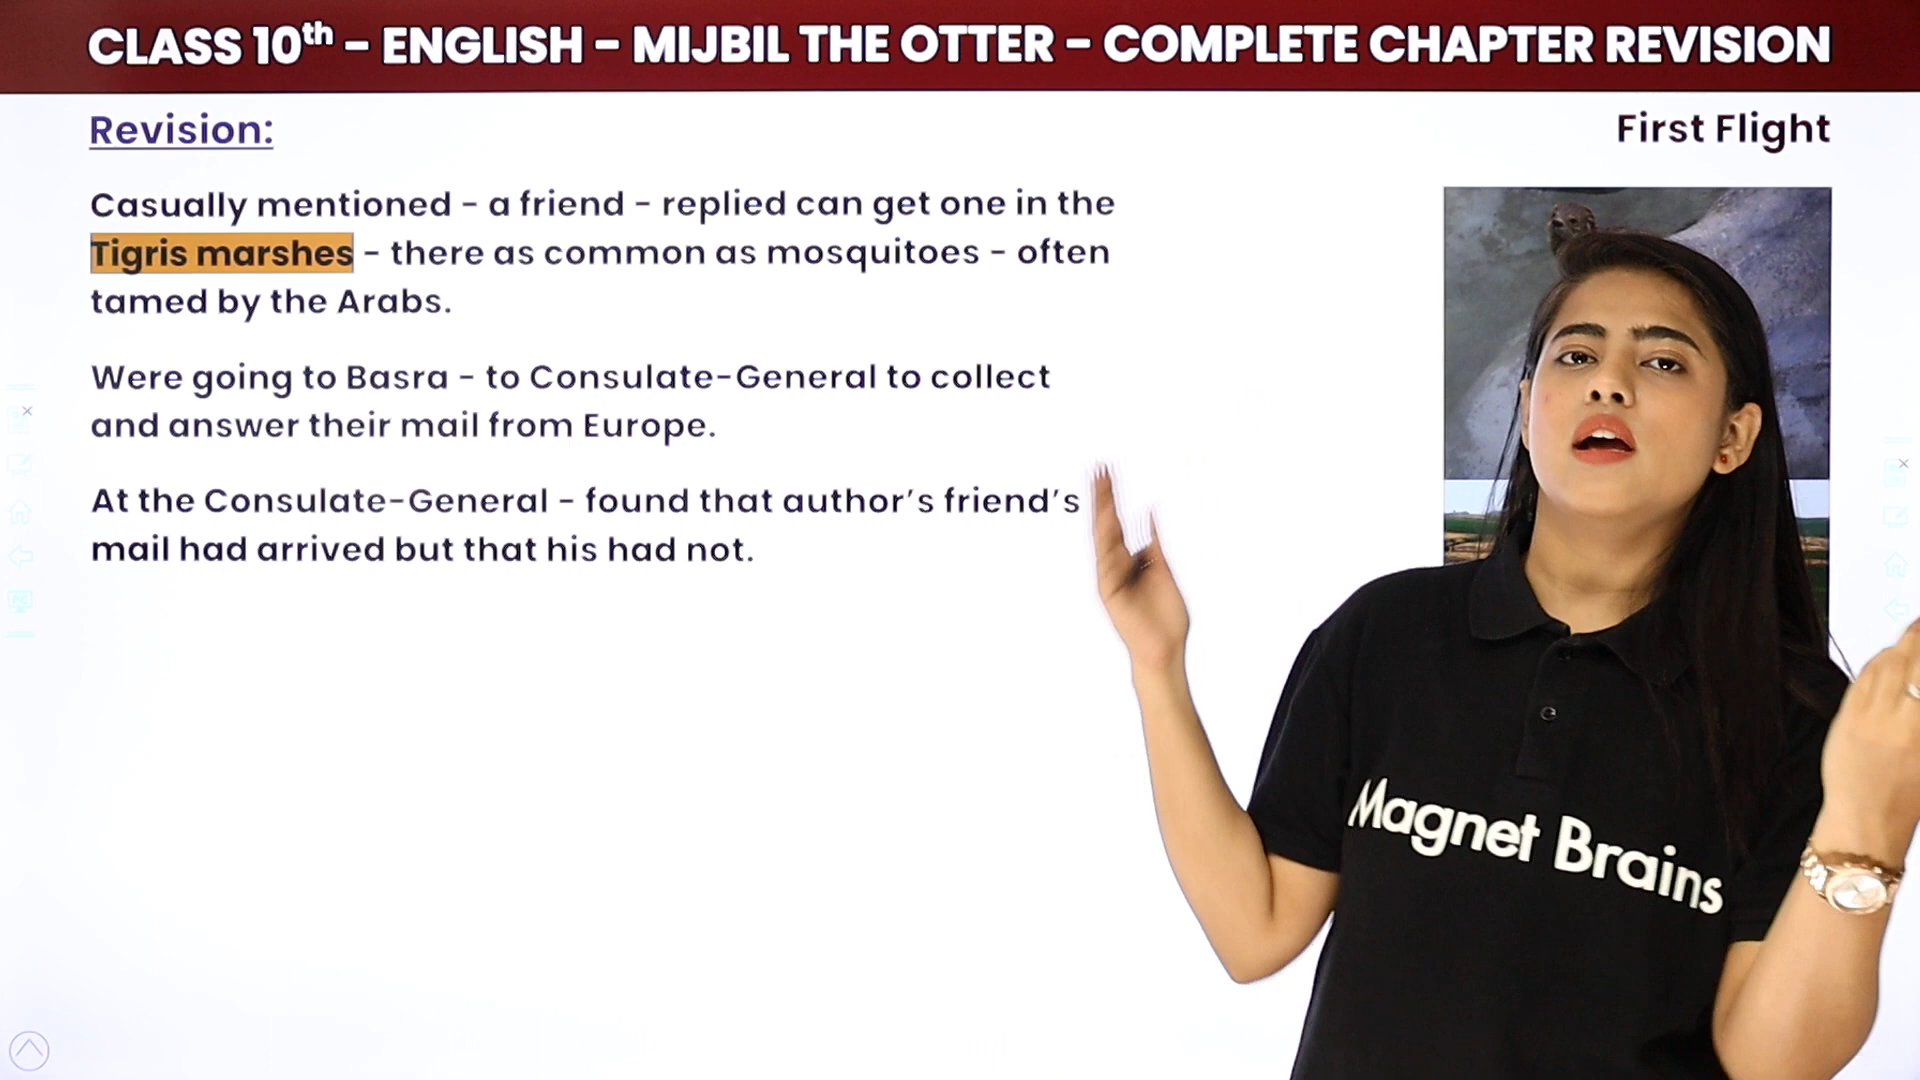 CLASS 10th – ENGLISH – MIJBIL THE OTTER – COMPLETE CHAPTER REVISION
Revision:
First Flight
Casually mentioned – a friend – replied can get one in the
Tigris marshes – there as common as mosquitoes – often
tamed by the Arabs.
Were going to Basra – to Consulate-General to collect
and answer their mail from Europe.
At the Consulate-General – found that author's friend's
mail had arrived but that his had not.
Magnet Brains